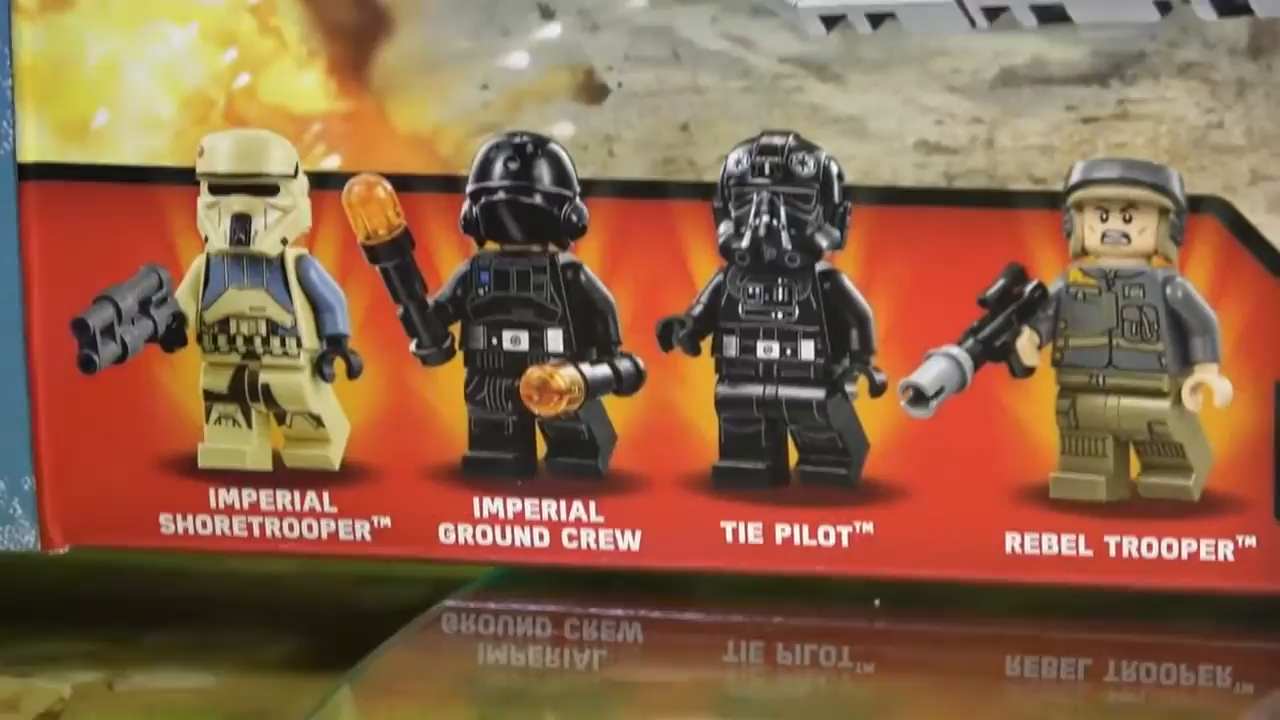 IMPERIAL
SHORETROOPER™
IMPERIAL
GROUND CREW
TIE PILOT™
REBEL TROOPER™
GROUND CREW
IMPERIAL
TIE PILOT™
REBEL TROOPER™